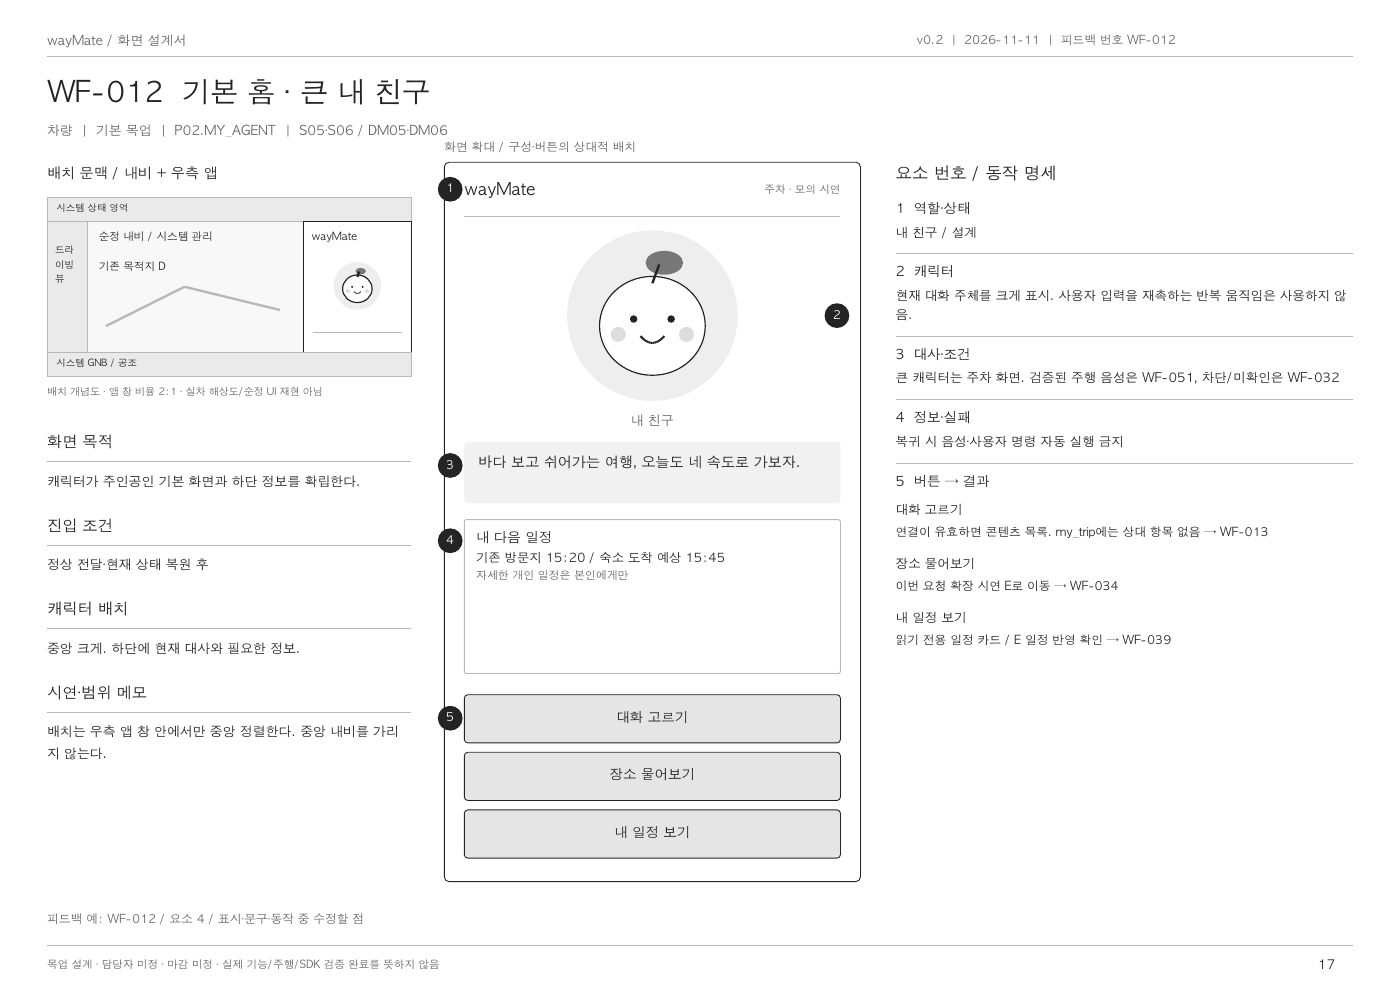 wayMate / 화면 설계서
v0.2 | 2026-11-11 | 피드백 번호 WF-012
WF-012 기본 홈 · 큰 내 친구
차량 | 기본 목업 | P02.MY_AGENT | S05·S06 / DM05·DM06
배치 문맥 / 내비 + 우측 앱
시스템 상태 영역
드라
이빙
뷰
순정 내비 / 시스템 관리
기존 목적지 D
wayMate
시스템 GNB / 공조
배치 개념도 · 앱 창 비율 2:1 · 실차 해상도/순정 UI 재현 아님
화면 목적
캐릭터가 주인공인 기본 화면과 하단 정보를 확립한다.
진입 조건
정상 전달·현재 상태 복원 후
캐릭터 배치
중앙 크게. 하단에 현재 대사와 필요한 정보.
시연·범위 메모
배치는 우측 앱 창 안에서만 중앙 정렬한다. 중앙 내비를 가리
지 않는다.
화면 확대 / 구성·버튼의 상대적 배치
1 wayMate
주차 · 모의 시연
2
내 친구
3 바다 보고 쉬어가는 여행, 오늘도 네 속도로 가보자.
4 내 다음 일정
기존 방문지 15:20 / 숙소 도착 예상 15:45
자세한 개인 일정은 본인에게만
5 대화 고르기
장소 물어보기
내 일정 보기
요소 번호 / 동작 명세
1 역할·상태
내 친구 / 설계
2 캐릭터
현재 대화 주체를 크게 표시. 사용자 입력을 재촉하는 반복 움직임은 사용하지 않
음.
3 대사·조건
큰 캐릭터는 주차 화면. 검증된 주행 음성은 WF-051, 차단/미확인은 WF-032
4 정보·실패
복귀 시 음성·사용자 명령 자동 실행 금지
5 버튼 → 결과
대화 고르기
연결이 유효하면 콘텐츠 목록. my_trip에는 상대 항목 없음 → WF-013
장소 물어보기
이번 요청 확장 시연 E로 이동 → WF-034
내 일정 보기
읽기 전용 일정 카드 / E 일정 반영 확인 → WF-039
피드백 예: WF-012 / 요소 4 / 표시·문구·동작 중 수정할 점
목업 설계 · 담당자 미정 · 마감 미정 · 실제 기능/주행/SDK 검증 완료를 뜻하지 않음
17